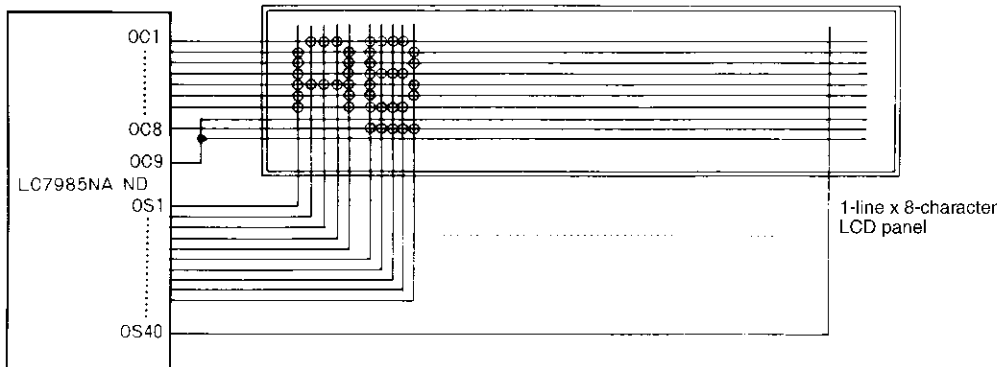 OC1
OC8
OC9
LC7985NA ND
OS1
OS40
1-line x 8-character
LCD panel